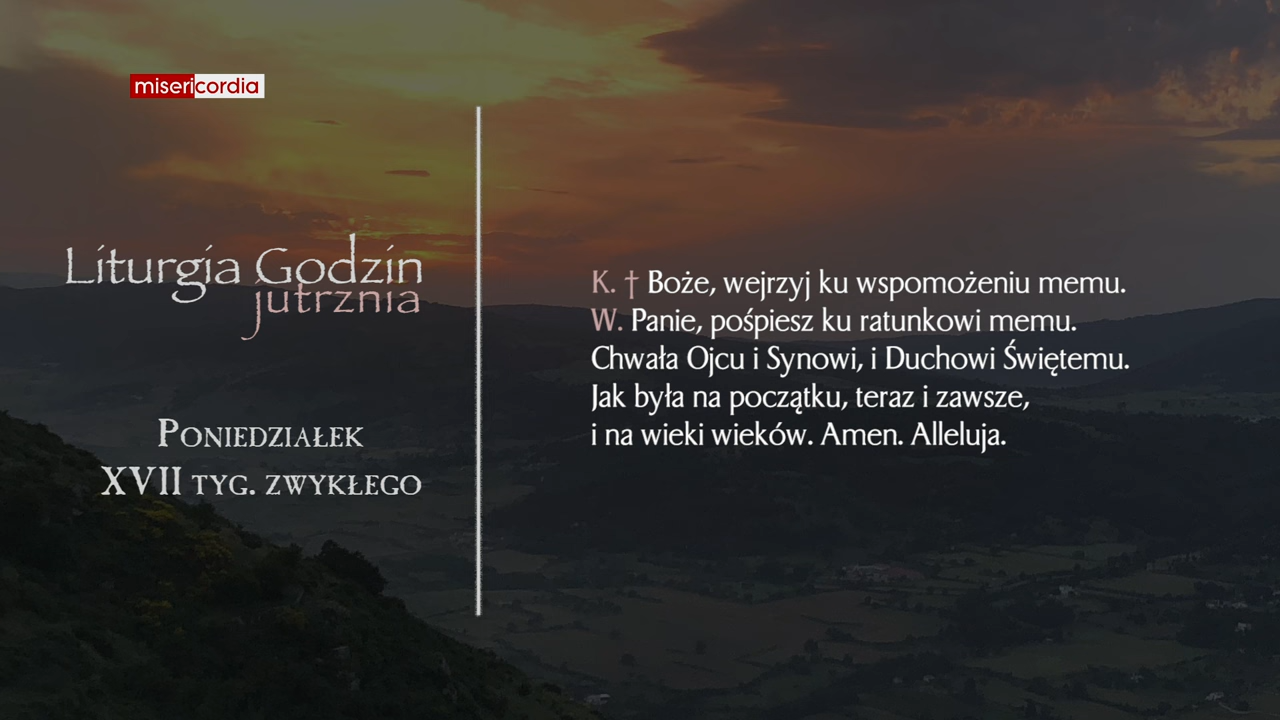 misericordia
Liturgia Godzin
jutrznia
Poniedziałek
XVII tyg. zwykłego
K. † Boże, wejrzyj ku wspomożeniu memu.
W. Panie, pośpiesz ku ratunkowi memu.
Chwała Ojcu i Synowi, i Duchowi Świętemu.
Jak była na początku, teraz i zawsze,
i na wieki wieków. Amen. Alleluja.